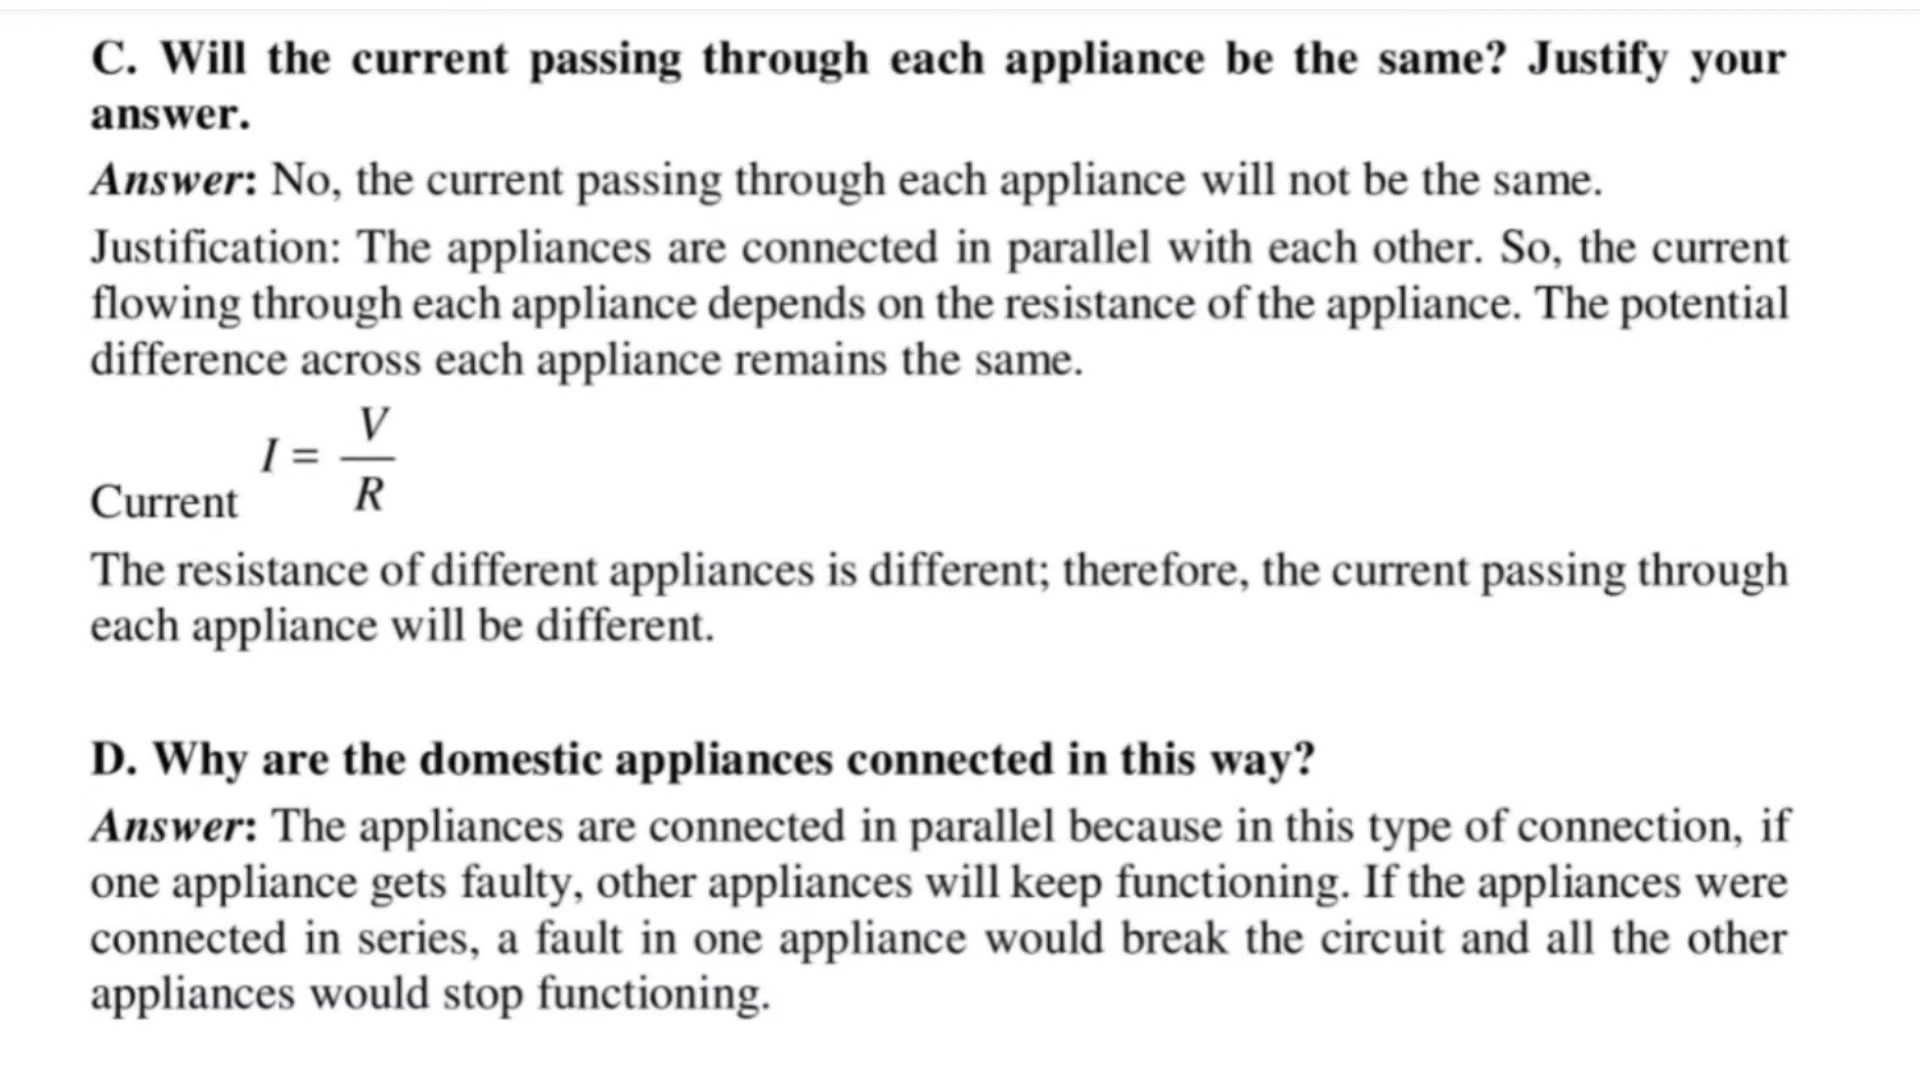 C. Will the current passing through each appliance be the same? Justify your
answer.
Answer: No, the current passing through each appliance will not be the same.
Justification: The appliances are connected in parallel with each other. So, the current
flowing through each appliance depends on the resistance of the appliance. The potential
difference across each appliance remains the same.
Current I = V/R
The resistance of different appliances is different; therefore, the current passing through
each appliance will be different.
D. Why are the domestic appliances connected in this way?
Answer: The appliances are connected in parallel because in this type of connection, if
one appliance gets faulty, other appliances will keep functioning. If the appliances were
connected in series, a fault in one appliance would break the circuit and all the other
appliances would stop functioning.